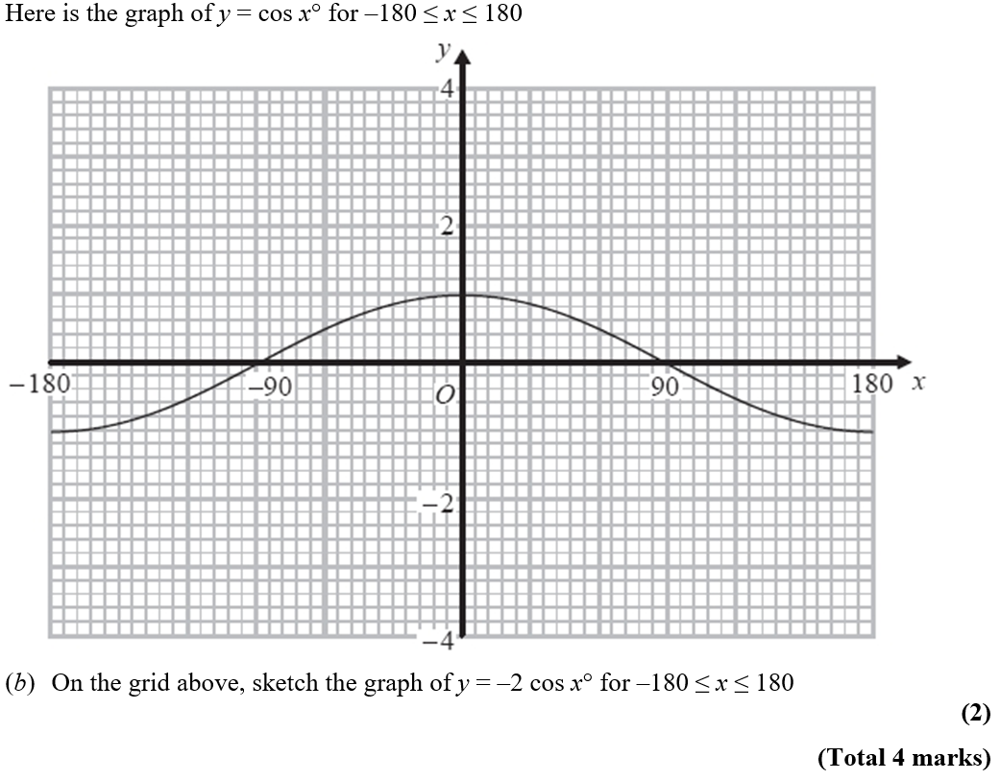 Here is the graph of y = cos x° for –180 ≤ x ≤ 180
y
4
2
–180
–90
O
90
180 x
–2
–4
(b) On the grid above, sketch the graph of y = –2 cos x° for –180 ≤ x ≤ 180
(2)
(Total 4 marks)